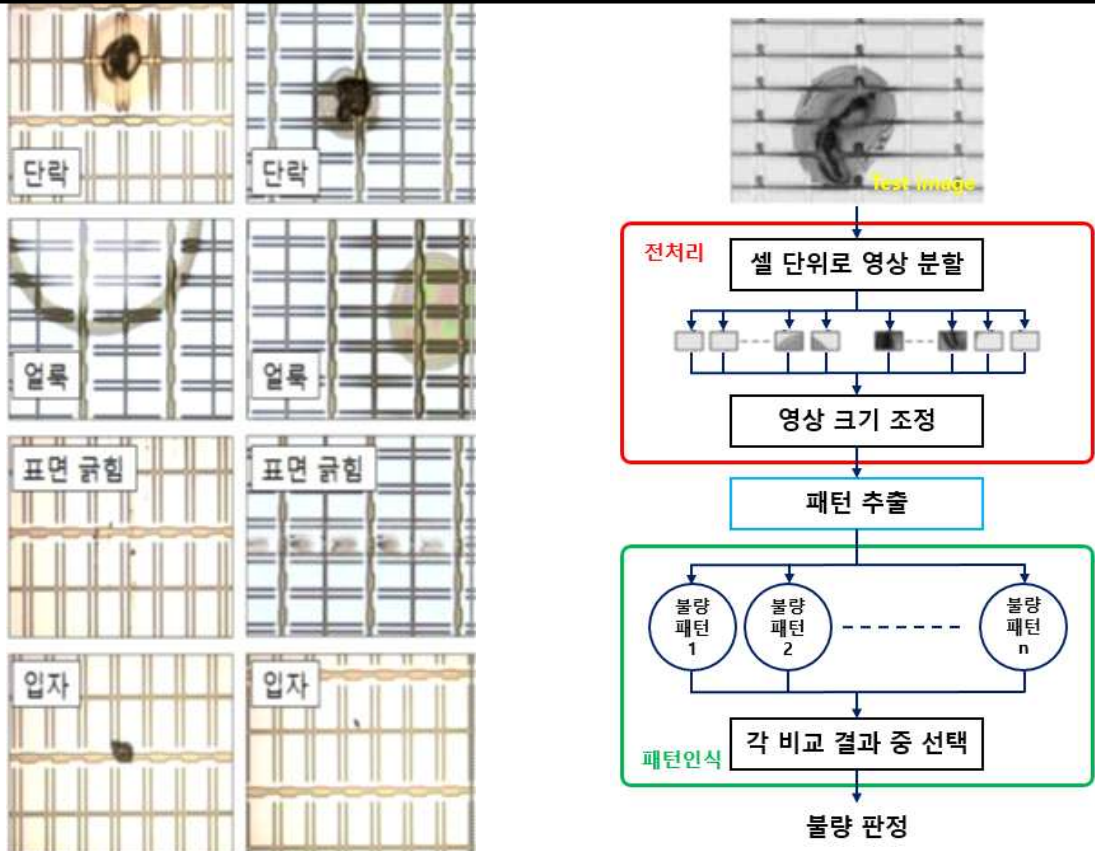 단락
단락
얼룩
얼룩
표면 긁힘
표면 긁힘
입자
입자
Test image
전처리
셀 단위로 영상 분할
영상 크기 조정
패턴 추출
불량
패턴
1
불량
패턴
2
불량
패턴
n
각 비교 결과 중 선택
패턴인식
불량 판정